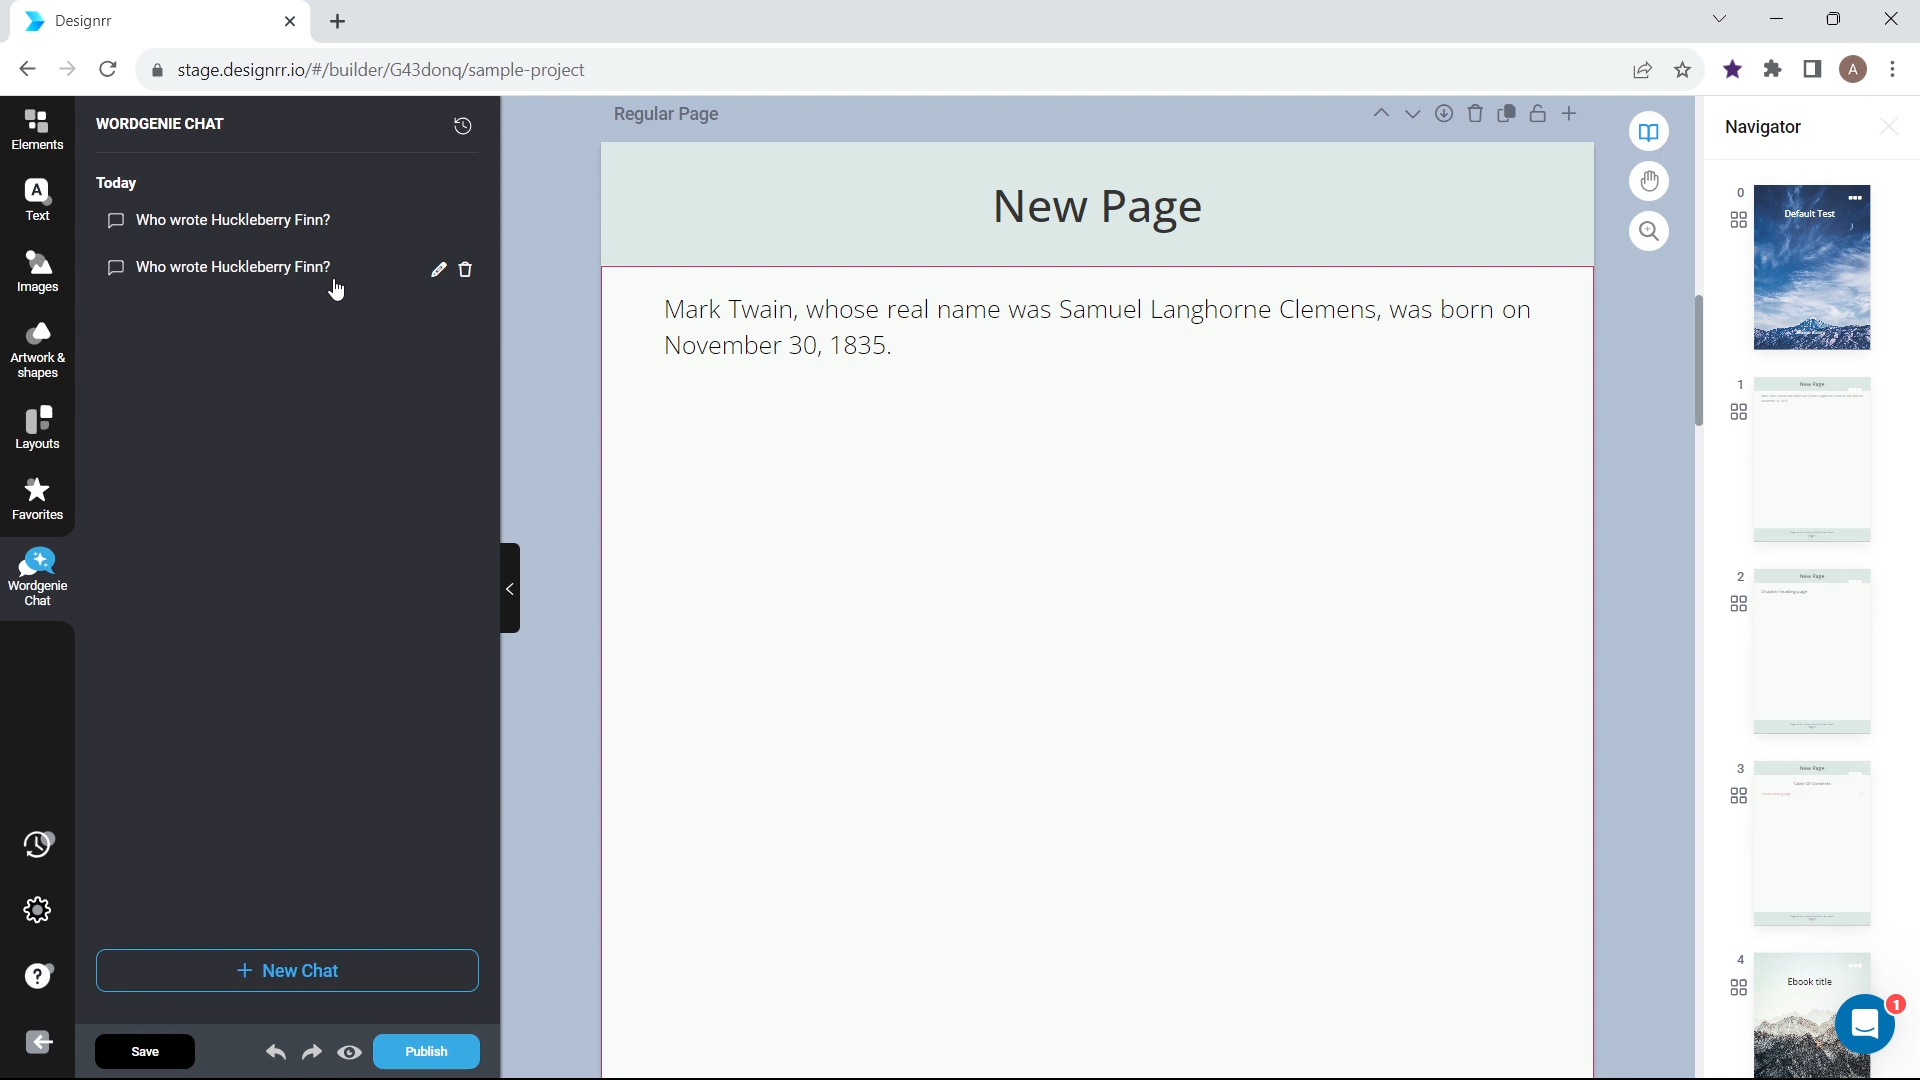 Designrr
stage.designrr.io/#/builder/G43donq/sample-project
A
Elements
Text
Images
Artwork &
shapes
Layouts
Favorites
Wordgenie
Chat
WORDGENIE CHAT
Today
Who wrote Huckleberry Finn?
Who wrote Huckleberry Finn?
+ New Chat
Save
Publish
Regular Page
New Page
Mark Twain, whose real name was Samuel Langhorne Clemens, was born on
November 30, 1835.
Navigator
0
Default Test
1
New Page
2
New Page
Chapter heading page
3
New Page
Table Of Contents
4
Ebook title
1